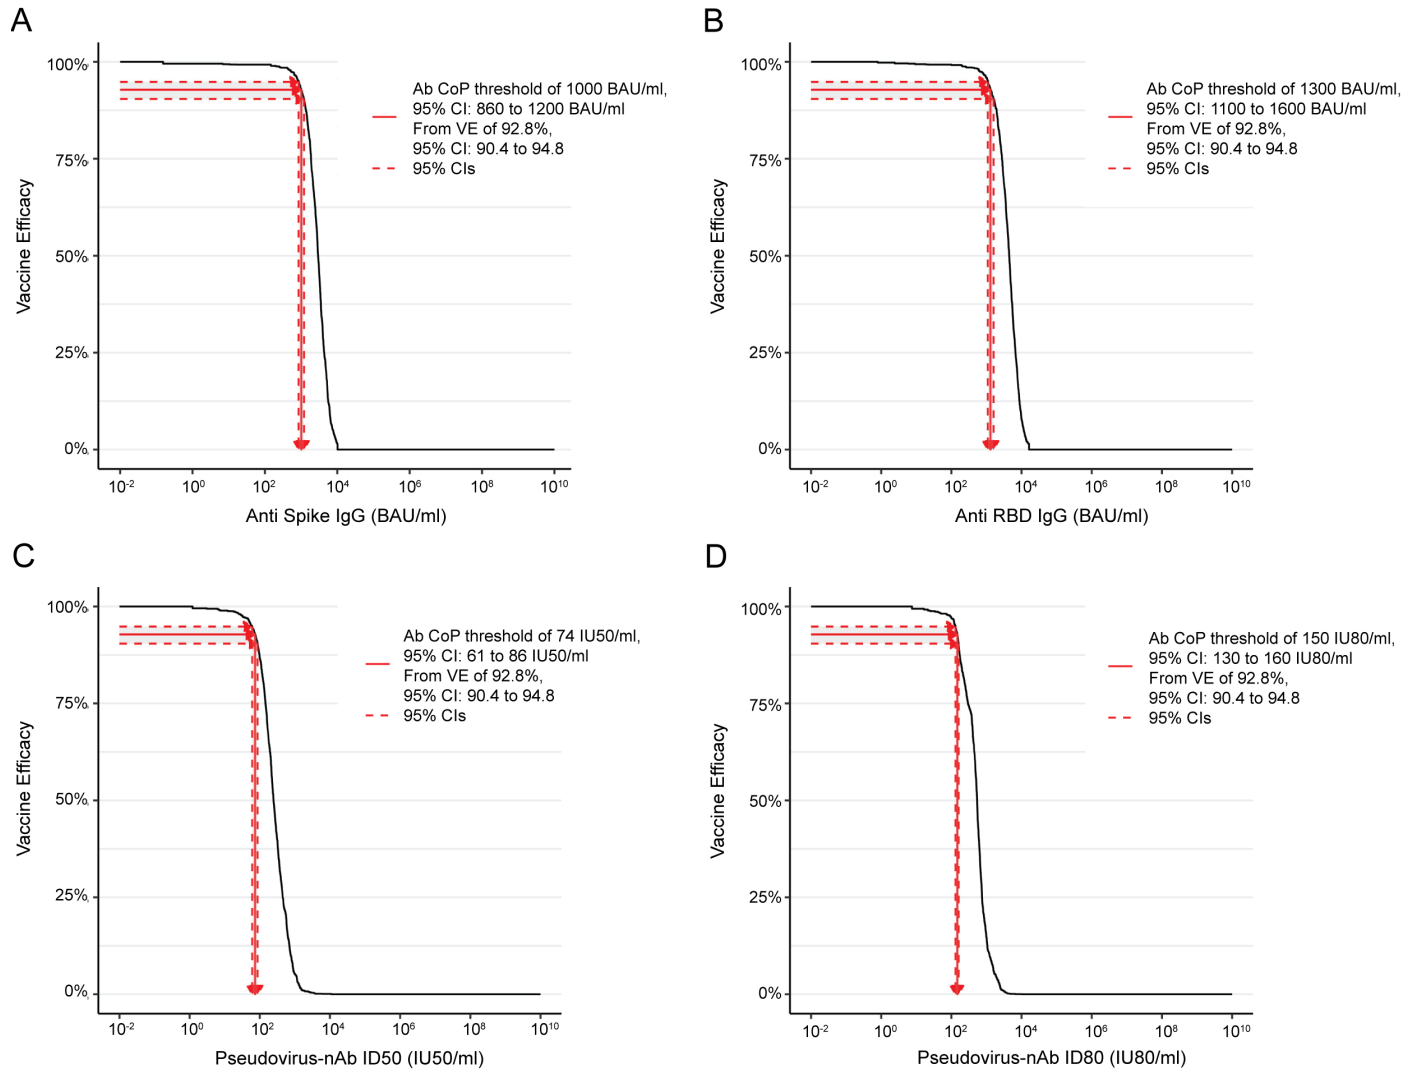 A
100%
75%
50%
25%
0%
Vaccine Efficacy
Ab CoP threshold of 1000 BAU/ml,
95% CI: 860 to 1200 BAU/ml
From VE of 92.8%,
95% CI: 90.4 to 94.8
95% CIs
10⁻² 10⁰ 10² 10⁴ 10⁶ 10⁸ 10¹⁰
Anti Spike IgG (BAU/ml)
B
100%
75%
50%
25%
0%
Vaccine Efficacy
Ab CoP threshold of 1300 BAU/ml,
95% CI: 1100 to 1600 BAU/ml
From VE of 92.8%,
95% CI: 90.4 to 94.8
95% CIs
10⁻² 10⁰ 10² 10⁴ 10⁶ 10⁸ 10¹⁰
Anti RBD IgG (BAU/ml)
C
100%
75%
50%
25%
0%
Vaccine Efficacy
Ab CoP threshold of 74 IU50/ml,
95% CI: 61 to 86 IU50/ml
From VE of 92.8%,
95% CI: 90.4 to 94.8
95% CIs
10⁻² 10⁰ 10² 10⁴ 10⁶ 10⁸ 10¹⁰
Pseudovirus-nAb ID50 (IU50/ml)
D
100%
75%
50%
25%
0%
Vaccine Efficacy
Ab CoP threshold of 150 IU80/ml,
95% CI: 130 to 160 IU80/ml
From VE of 92.8%,
95% CI: 90.4 to 94.8
95% CIs
10⁻² 10⁰ 10² 10⁴ 10⁶ 10⁸ 10¹⁰
Pseudovirus-nAb ID80 (IU80/ml)